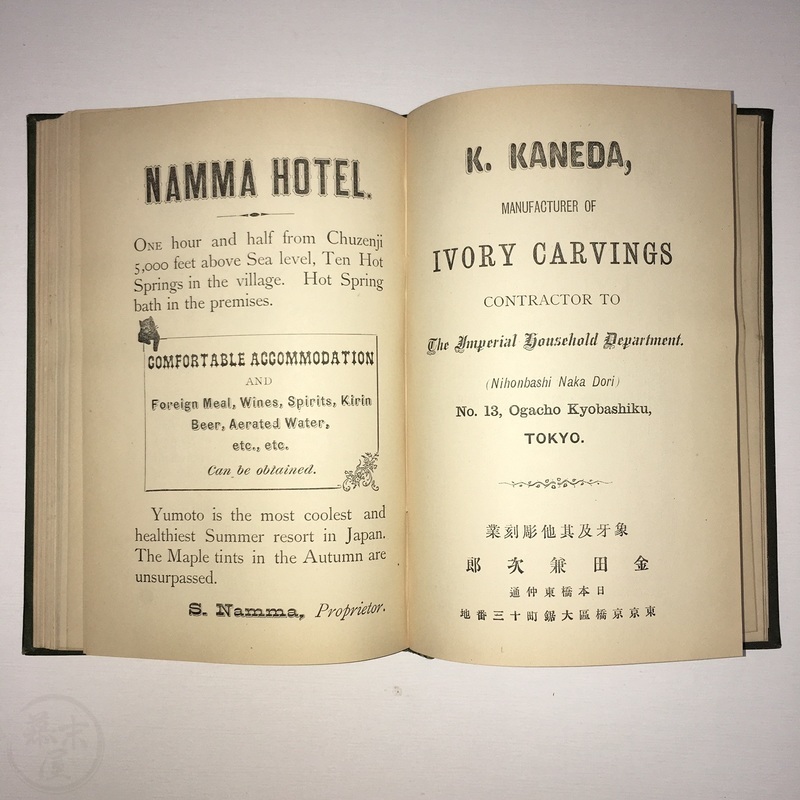 NAMMA HOTEL.
ONE hour and half from Chuzenji
5,000 feet above Sea level, Ten Hot
Springs in the village. Hot Spring
bath in the premises.
COMFORTABLE ACCOMMODATION
AND
Foreign Meal, Wines, Spirits, Kirin
Beer, Aerated Water,
etc., etc.
Can be obtained.
Yumoto is the most coolest and
healthiest Summer resort in Japan.
The Maple tints in the Autumn are
unsurpassed.
S. Namma, Proprietor.
K. KANEDA,
MANUFACTURER OF
IVORY CARVINGS
CONTRACTOR TO
The Imperial Household Department.
(Nihonbashi Naka Dori)
No. 13, Ogacho Kyobashiku,
TOKYO.
業刻彫他其及牙象
郎次兼田金
通仲東橋本日
地番三十町鋸大區橋京京東
幕末屋